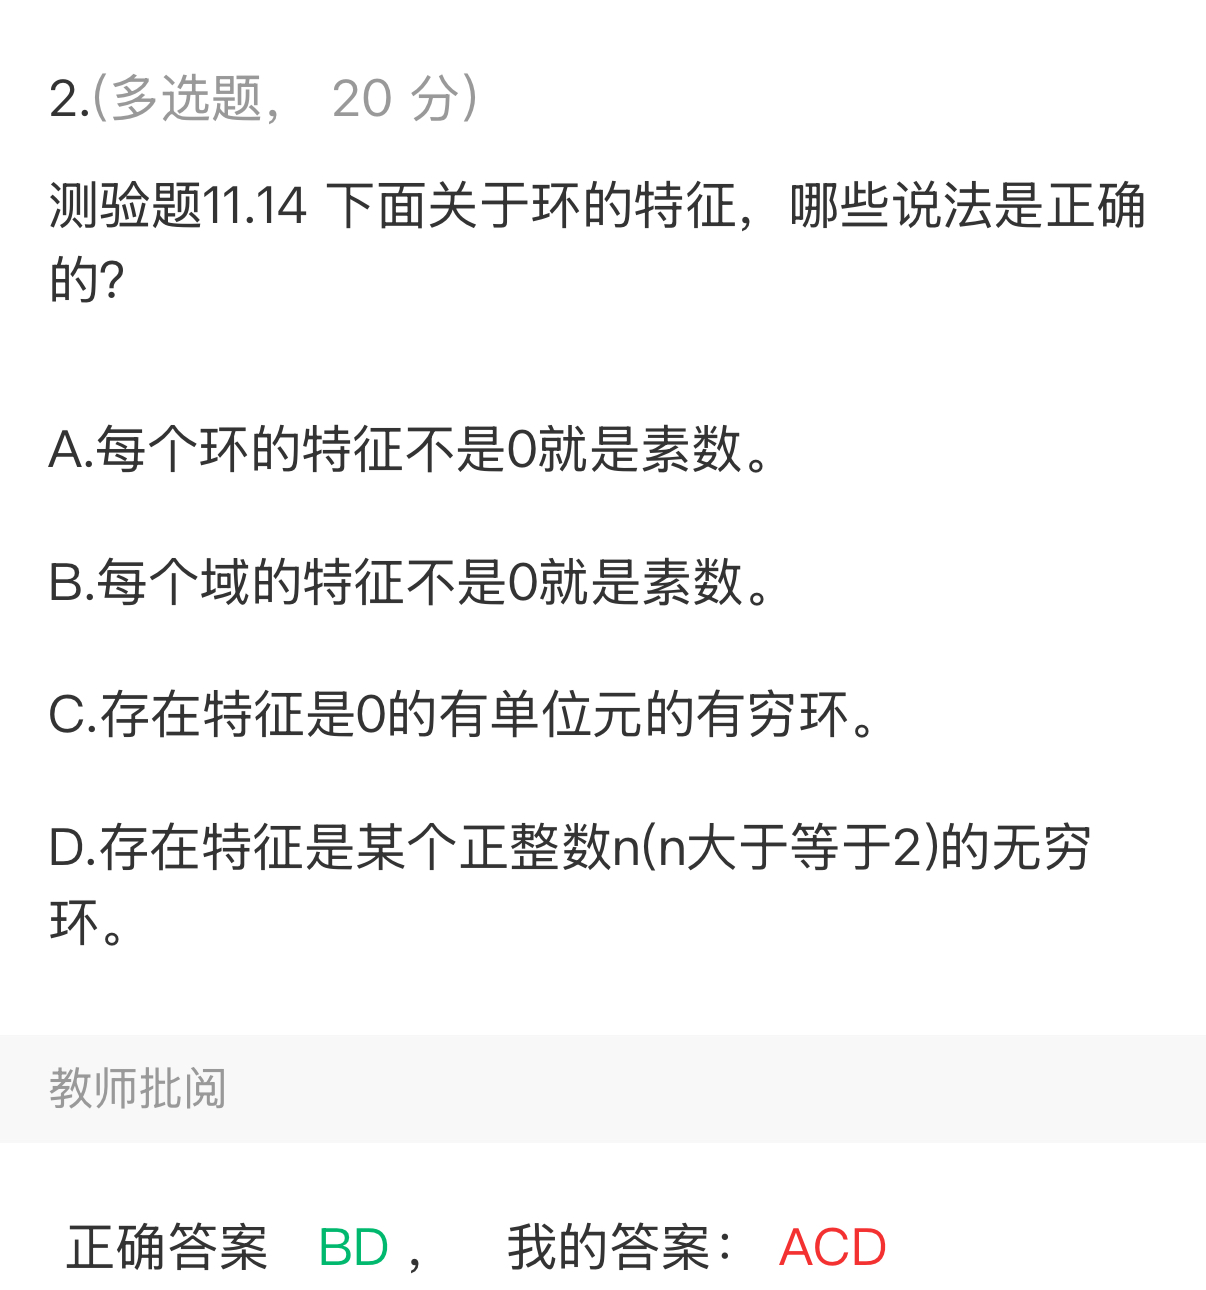 2.(多选题， 20 分)
测验题11.14 下面关于环的特征，哪些说法是正确
的?
A.每个环的特征不是0就是素数。
B.每个域的特征不是0就是素数。
C.存在特征是0的有单位元的有穷环。
D.存在特征是某个正整数n(n大于等于2)的无穷
环。
教师批阅
正确答案 BD ， 我的答案： ACD